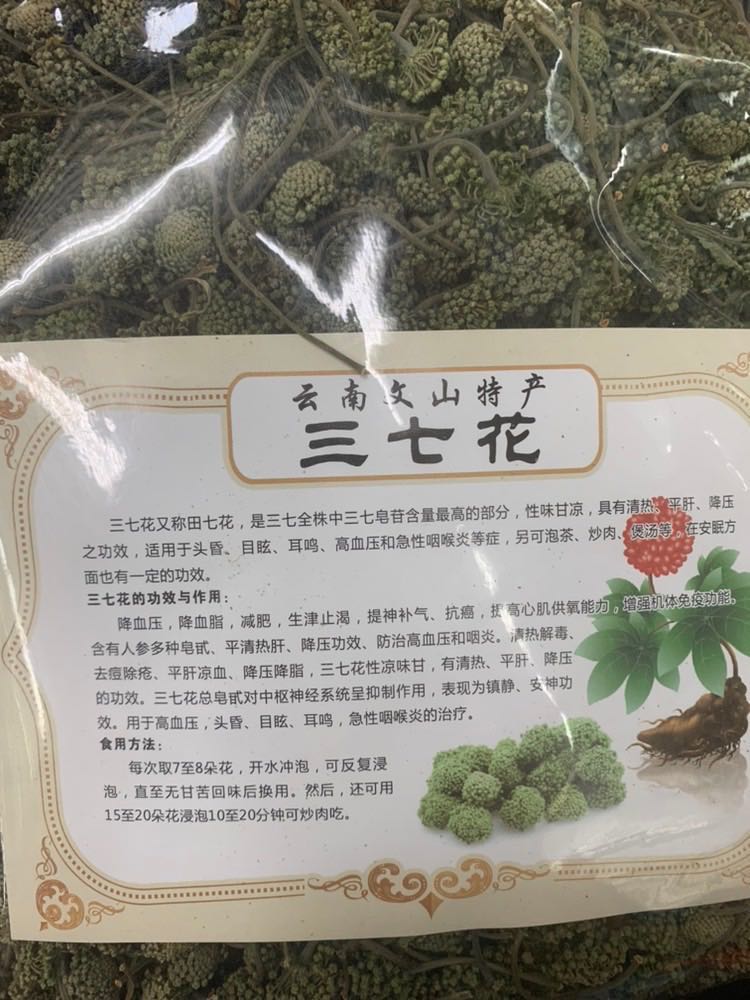 云南文山特产
三七花
三七花又称田七花，是三七全株中三七皂苷含量最高的部分，性味甘凉，具有清热、平肝、降压
之功效，适用于头昏、目眩、耳鸣、高血压和急性咽喉炎等症，另可泡茶、炒肉、煲汤等，在安眠方
面也有一定的功效。
三七花的功效与作用：
降血压，降血脂，减肥，生津止渴，提神补气、抗癌，提高心肌供氧能力，增强机体免疫功能。
含有人参多种皂甙、平清热肝、降压功效、防治高血压和咽炎。清热解毒、
去痘除疮、平肝凉血、降压降脂，三七花性凉味甘，有清热、平肝、降压
的功效。三七花总皂甙对中枢神经系统呈抑制作用，表现为镇静、安神功
效。用于高血压，头昏、目眩、耳鸣，急性咽喉炎的治疗。
食用方法：
每次取7至8朵花，开水冲泡，可反复浸
泡，直至无甘苦回味后换用。然后，还可用
15至20朵花浸泡10至20分钟可炒肉吃。